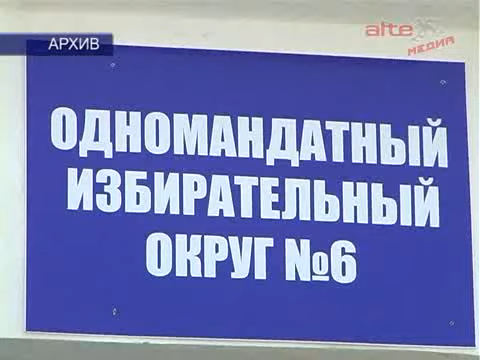 АРХИВ
alte
МЕДИА
ОДНОМАНДАТНЫЙ
ИЗБИРАТЕЛЬНЫЙ
ОКРУГ №6